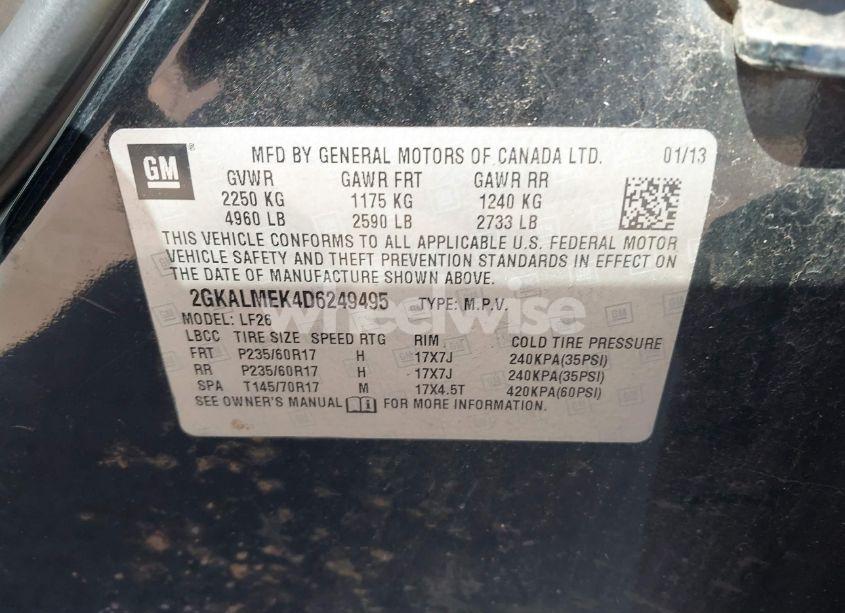 GM
MFD BY GENERAL MOTORS OF CANADA LTD. 01/13
GVWR GAWR FRT GAWR RR
2250 KG 1175 KG 1240 KG
4960 LB 2590 LB 2733 LB
THIS VEHICLE CONFORMS TO ALL APPLICABLE U.S. FEDERAL MOTOR
VEHICLE SAFETY AND THEFT PREVENTION STANDARDS IN EFFECT ON
THE DATE OF MANUFACTURE SHOWN ABOVE.
2GKALMEK4D6249495 TYPE: M.P.V.
wheelwise
MODEL: LF26
LBCC TIRE SIZE SPEED RTG RIM COLD TIRE PRESSURE
FRT P235/60R17 H 17X7J 240KPA(35PSI)
RR P235/60R17 H 17X7J 240KPA(35PSI)
SPA T145/70R17 M 17X4.5T 420KPA(60PSI)
SEE OWNER'S MANUAL FOR MORE INFORMATION.